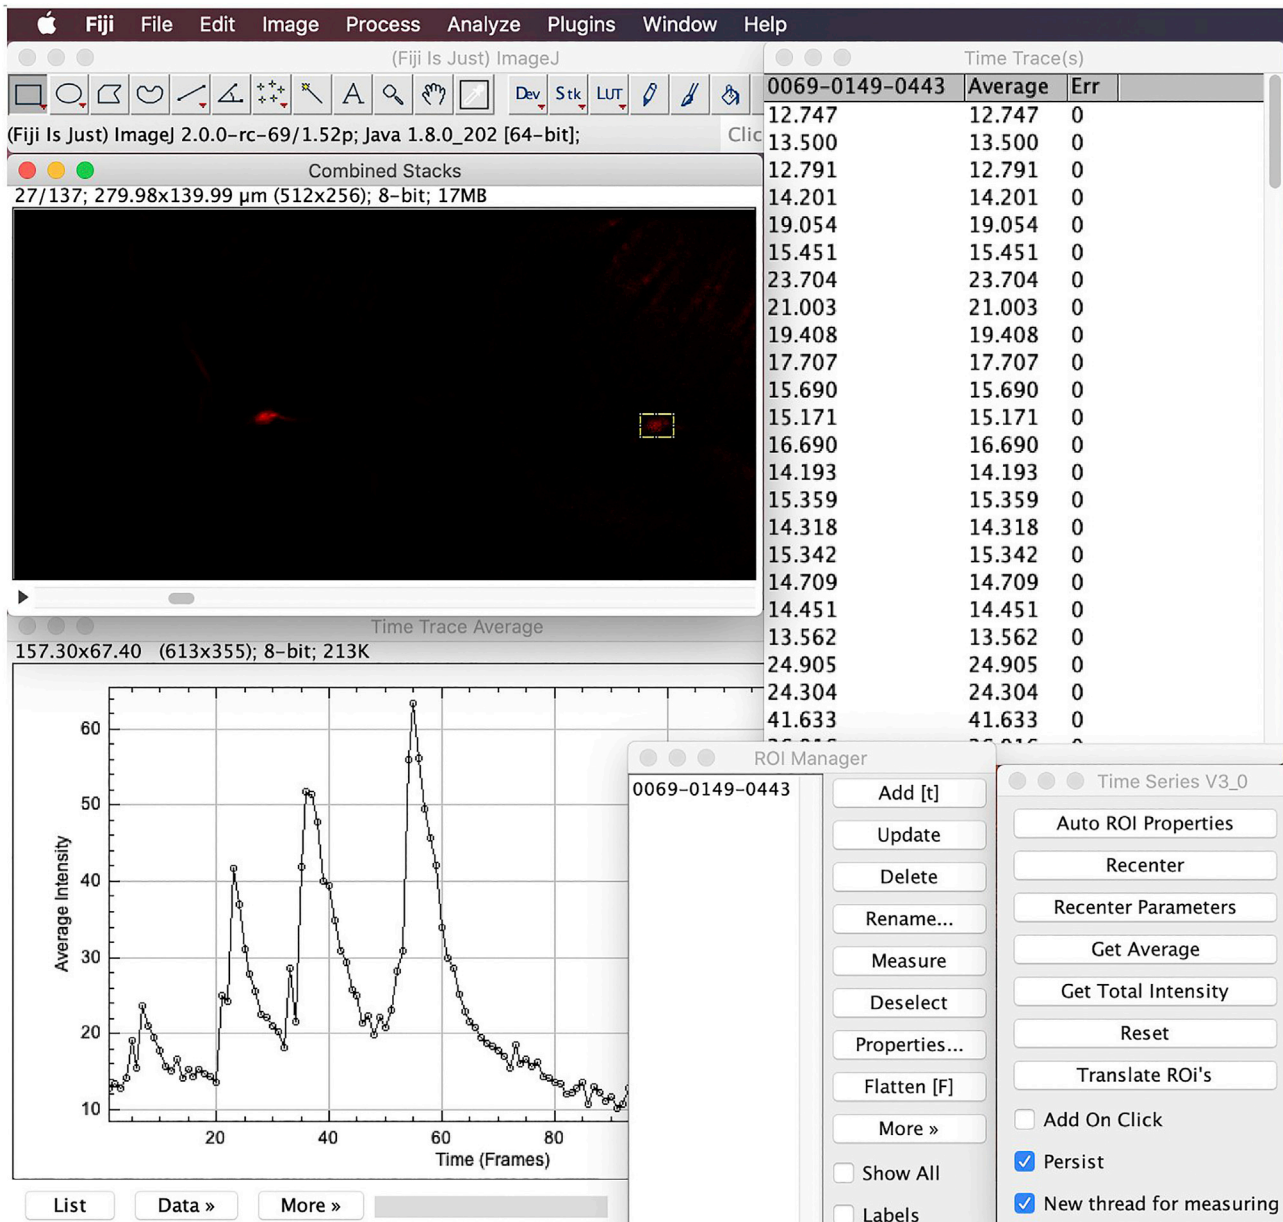 Fiji File Edit Image Process Analyze Plugins Window Help
(Fiji Is Just) ImageJ
Dev Stk LUT A
(Fiji Is Just) ImageJ 2.0.0-rc-69/1.52p; Java 1.8.0_202 [64-bit]; Clic
Combined Stacks
27/137; 279.98x139.99 µm (512x256); 8-bit; 17MB
Time Trace(s)
0069-0149-0443 Average Err
12.747 12.747 0
13.500 13.500 0
12.791 12.791 0
14.201 14.201 0
19.054 19.054 0
15.451 15.451 0
23.704 23.704 0
21.003 21.003 0
19.408 19.408 0
17.707 17.707 0
15.690 15.690 0
15.171 15.171 0
16.690 16.690 0
14.193 14.193 0
15.359 15.359 0
14.318 14.318 0
15.342 15.342 0
14.709 14.709 0
14.451 14.451 0
13.562 13.562 0
24.905 24.905 0
24.304 24.304 0
41.633 41.633 0
Time Trace Average
157.30x67.40 (613x355); 8-bit; 213K
60
50
40
30
20
10
Average Intensity
20 40 60 80
Time (Frames)
List Data » More »
ROI Manager
0069-0149-0443
Add [t]
Update
Delete
Rename...
Measure
Deselect
Properties...
Flatten [F]
More »
Show All
Labels
Time Series V3_0
Auto ROI Properties
Recenter
Recenter Parameters
Get Average
Get Total Intensity
Reset
Translate ROi's
Add On Click
Persist
New thread for measuring